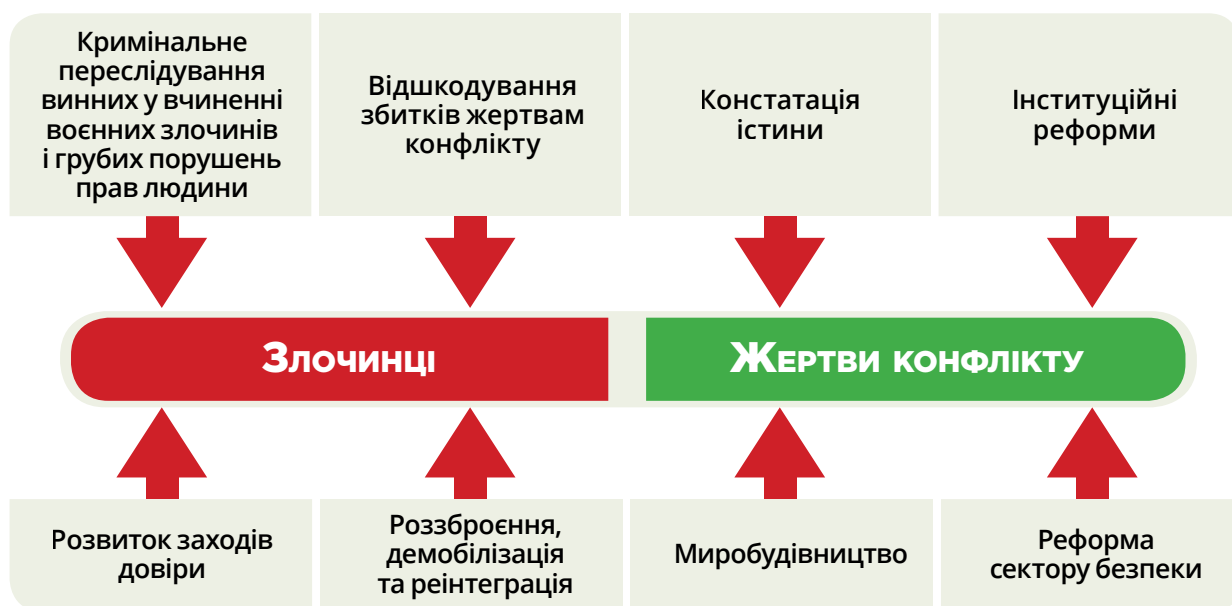 Кримінальне
переслідування
винних у вчиненні
воєнних злочинів
і грубих порушень
прав людини
Відшкодування
збитків жертвам
конфлікту
Констатація
істини
Інституційні
реформи
Злочинці
Жертви конфлікту
Розвиток заходів
довіри
Роззброєння,
демобілізація
та реінтеграція
Миробудівництво
Реформа
сектору безпеки